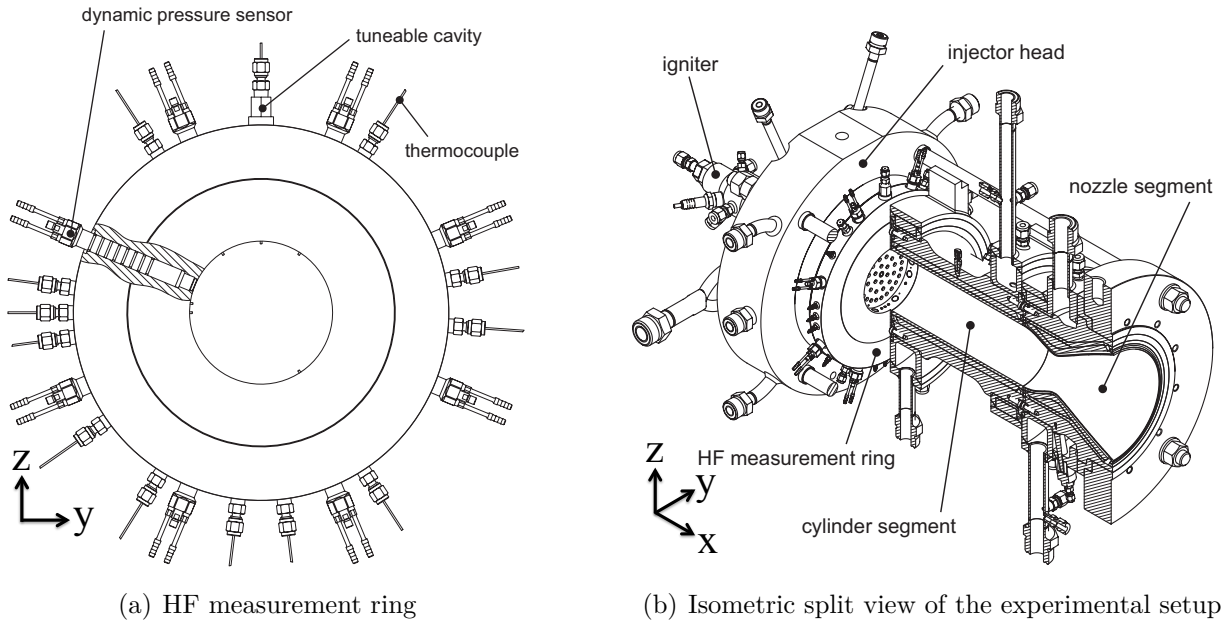 dynamic pressure sensor
tuneable cavity
thermocouple
z
y
(a) HF measurement ring
igniter
injector head
nozzle segment
HF measurement ring
cylinder segment
z
y
x
(b) Isometric split view of the experimental setup